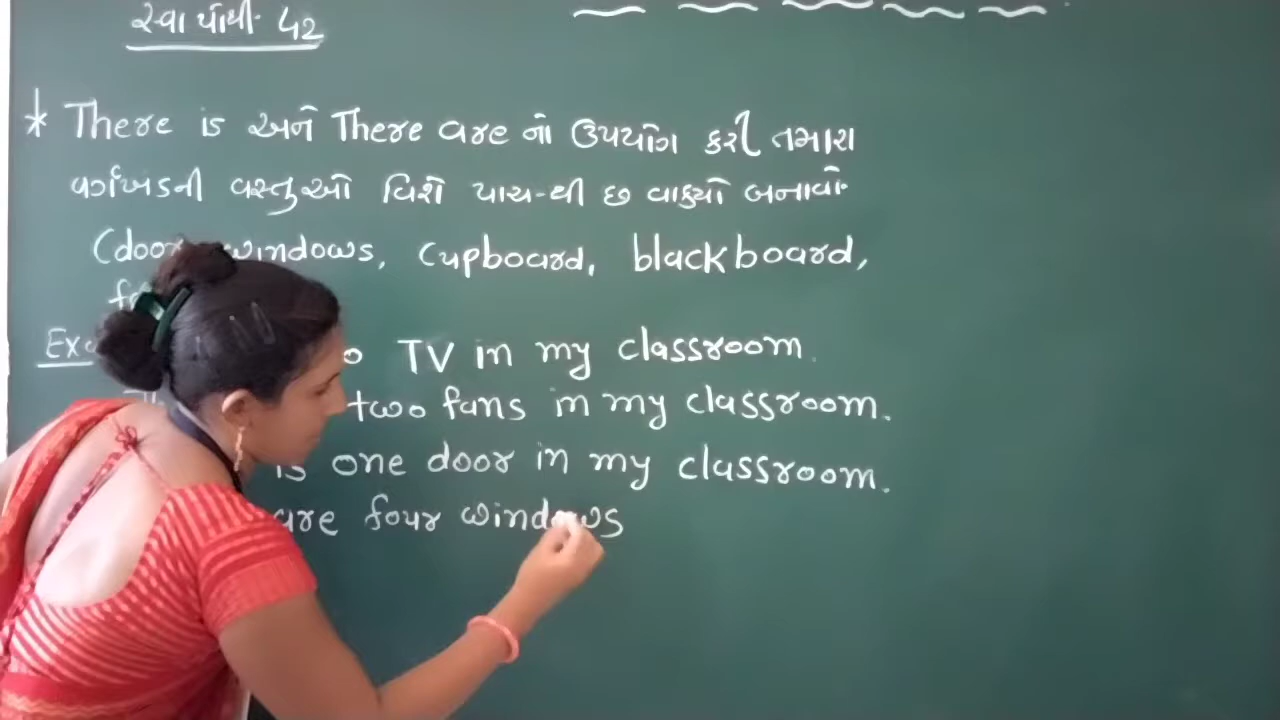 સ્વા પોથી 42
* There is અને There are નો ઉપયોગ કરી તમારા
વર્ગખંડની વસ્તુઓ વિશે પાચ-થી છ વાક્યો બનાવો
(door windows, cupboard, blackboard,
TV in my classroom.
two fans in my classroom.
is one door in my classroom.
are four windows